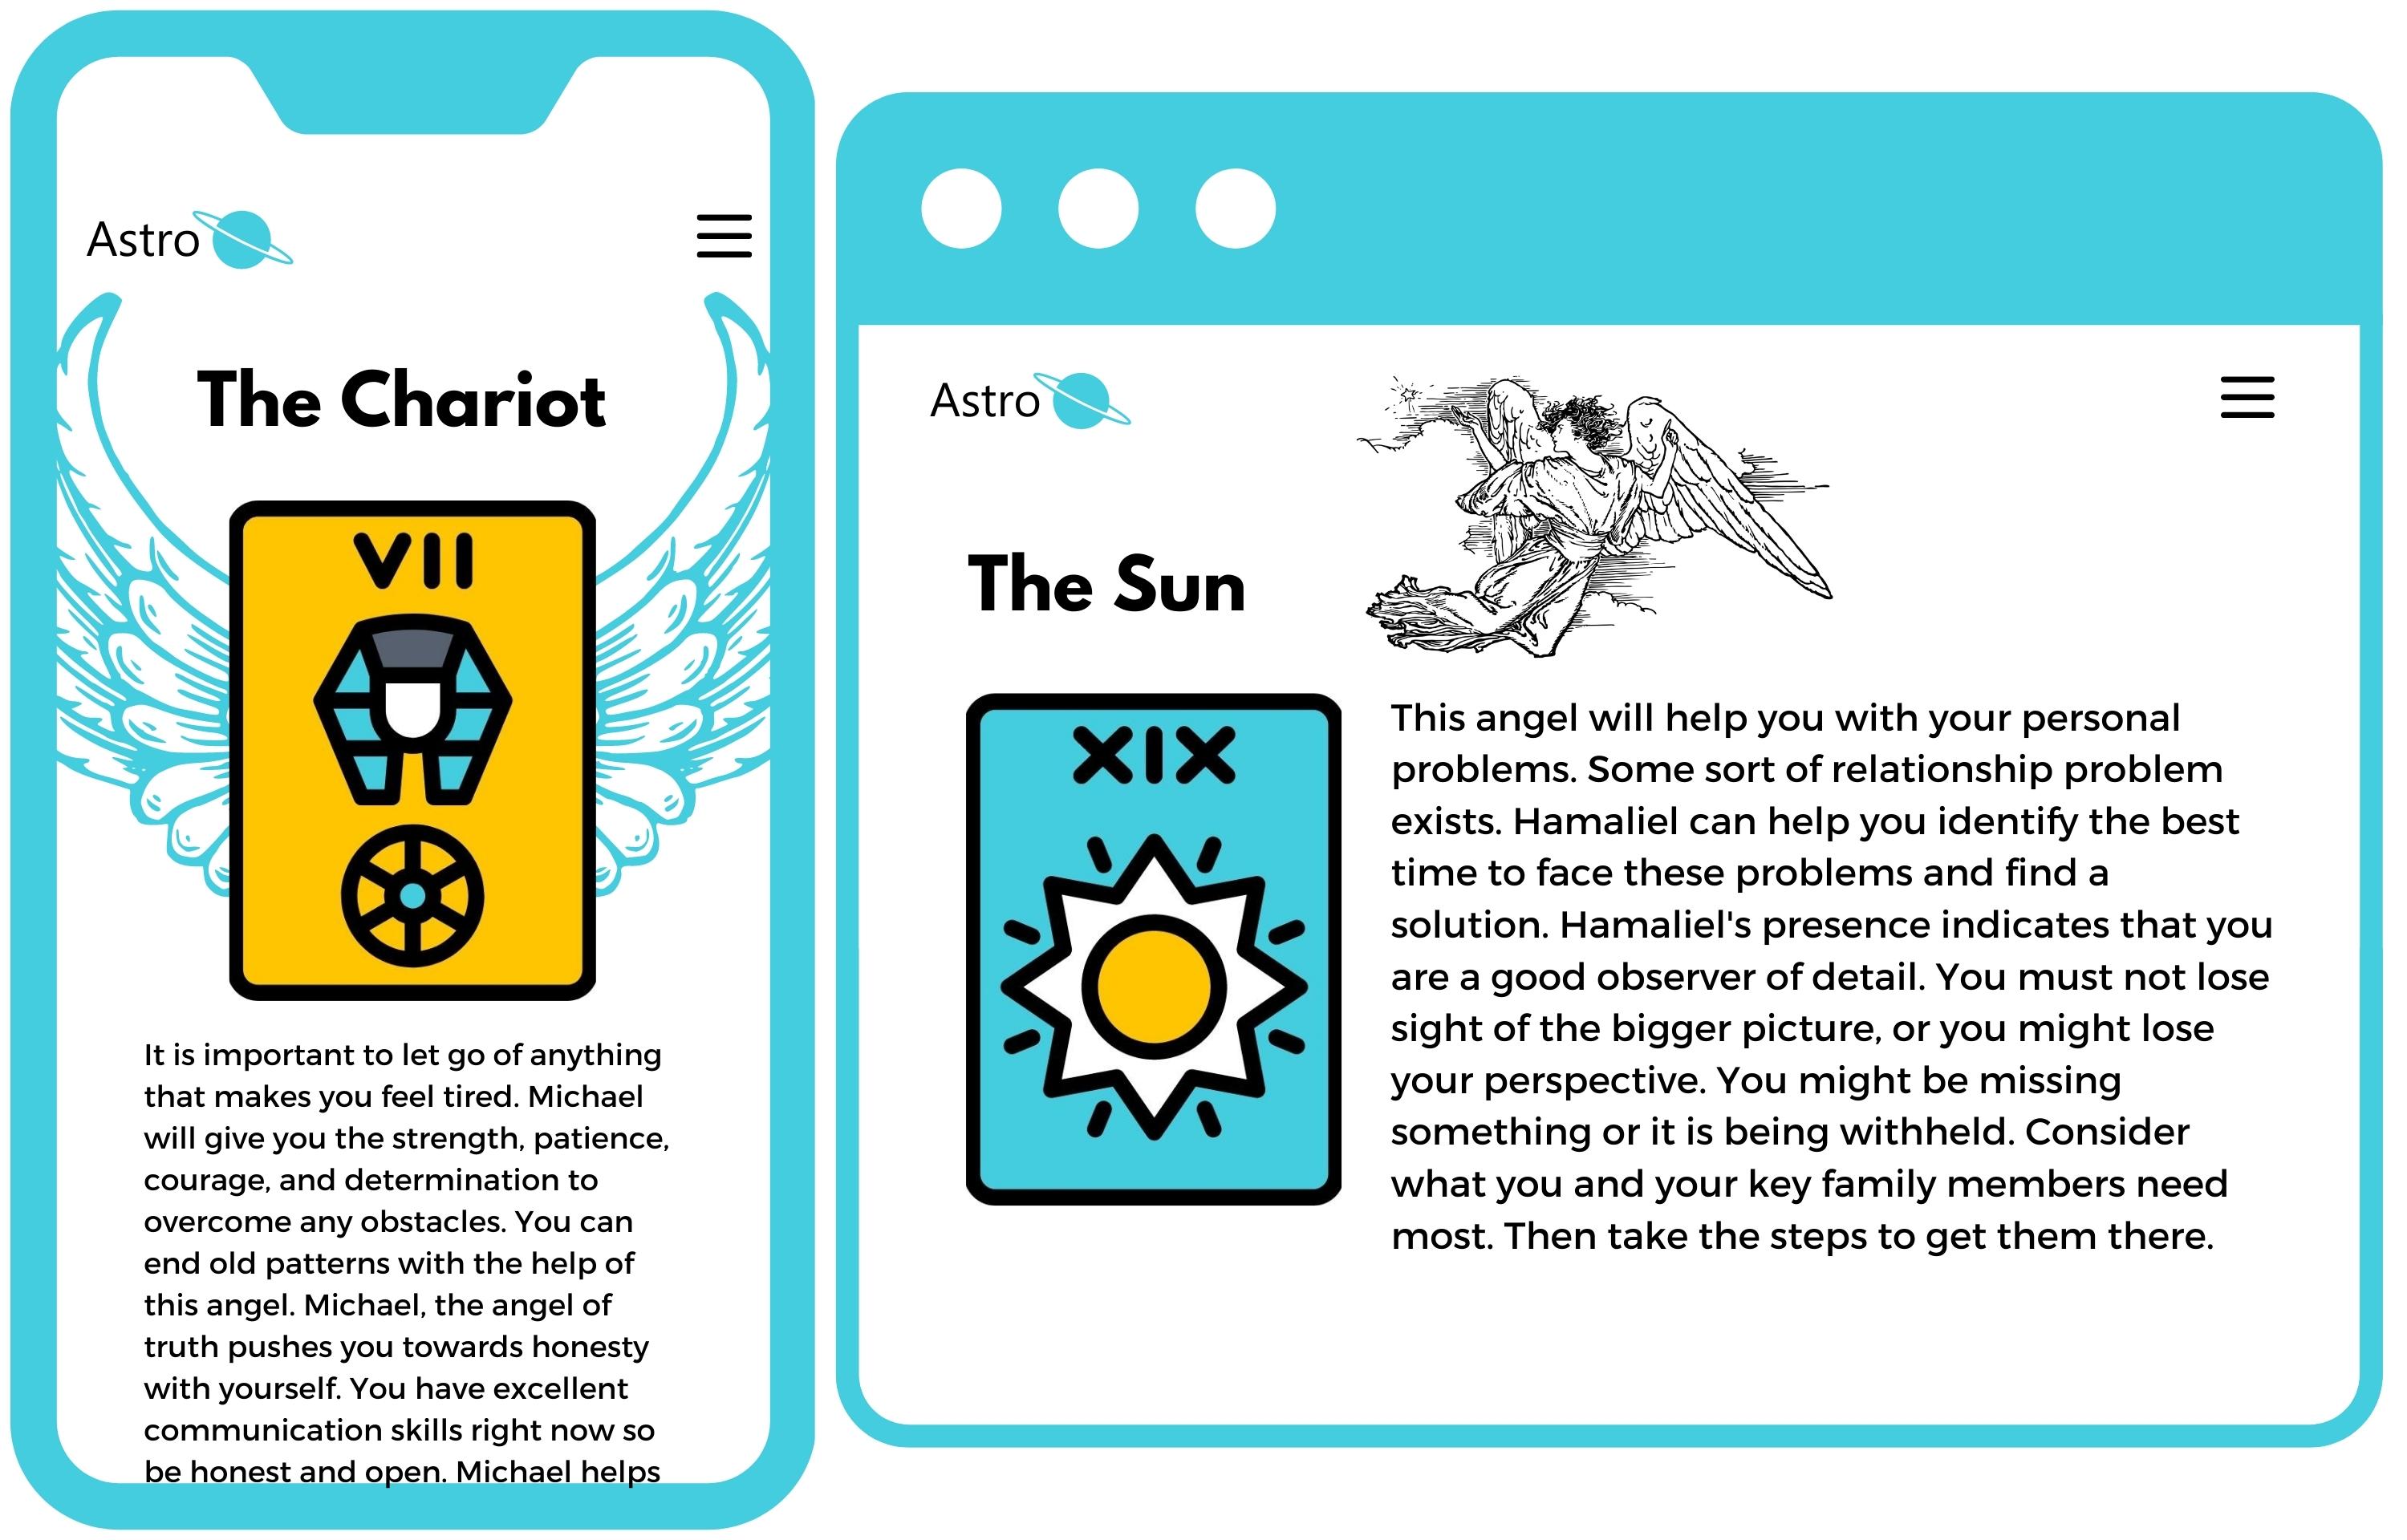 Astro
The Chariot
VII
It is important to let go of anything
that makes you feel tired. Michael
will give you the strength, patience,
courage, and determination to
overcome any obstacles. You can
end old patterns with the help of
this angel. Michael, the angel of
truth pushes you towards honesty
with yourself. You have excellent
communication skills right now so
be honest and open. Michael helps
Astro
The Sun
XIX
This angel will help you with your personal
problems. Some sort of relationship problem
exists. Hamaliel can help you identify the best
time to face these problems and find a
solution. Hamaliel's presence indicates that you
are a good observer of detail. You must not lose
sight of the bigger picture, or you might lose
your perspective. You might be missing
something or it is being withheld. Consider
what you and your key family members need
most. Then take the steps to get them there.